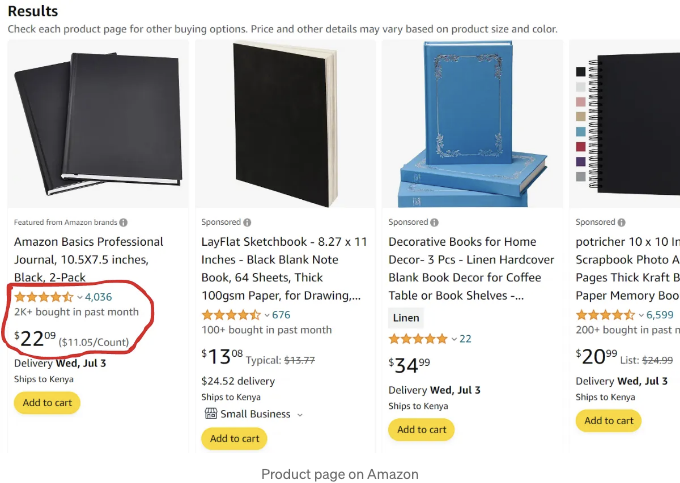 Results
Check each product page for other buying options. Price and other details may vary based on product size and color.
Featured from Amazon brands
Amazon Basics Professional
Journal, 10.5X7.5 inches,
Black, 2-Pack
4,036
2K+ bought in past month
$22.09 ($11.05/Count)
Delivery Wed, Jul 3
Ships to Kenya
Add to cart
Sponsored
LayFlat Sketchbook - 8.27 x 11
Inches - Black Blank Note
Book, 64 Sheets, Thick
100gsm Paper, for Drawing,...
676
100+ bought in past month
$13.08 Typical: $13.77
$24.52 delivery
Ships to Kenya
Small Business
Add to cart
Sponsored
Decorative Books for Home
Decor- 3 Pcs - Linen Hardcover
Blank Book Decor for Coffee
Table or Book Shelves -...
Linen
22
$34.99
Delivery Wed, Jul 3
Ships to Kenya
Add to cart
Sponsored
potricher 10 x 10 In
Scrapbook Photo A
Pages Thick Kraft B
Paper Memory Boo
6,599
200+ bought in past n
$20.99 List: $24.99
Delivery Wed, Jul 3
Ships to Kenya
Add to cart
Product page on Amazon